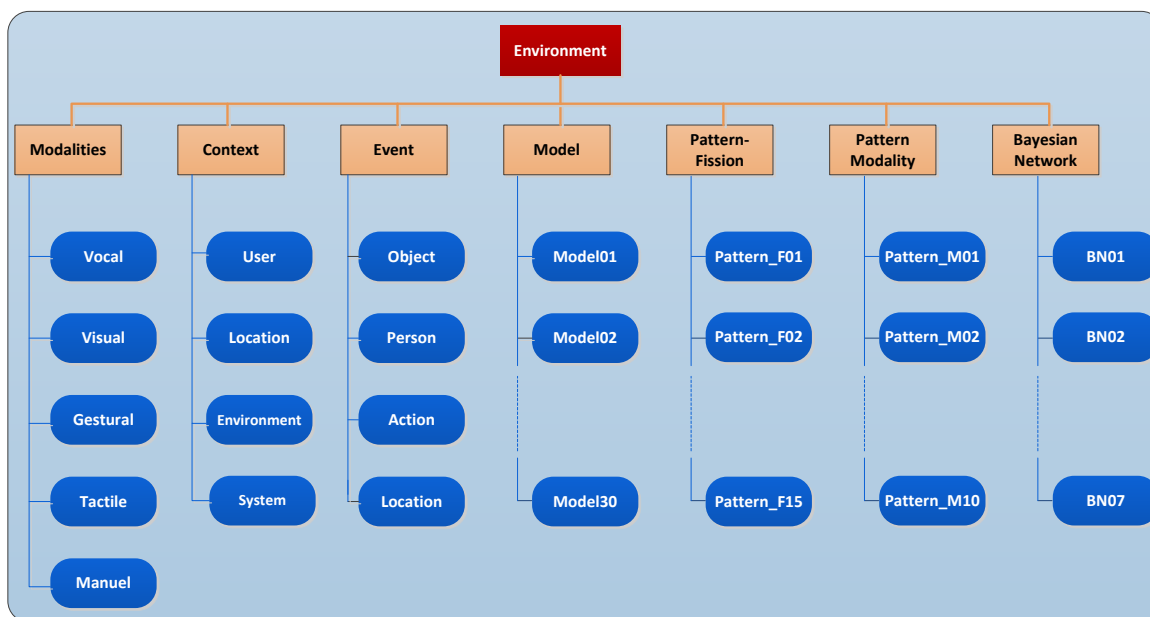 Environment
Modalities
Context
Event
Model
Pattern-
Fission
Pattern
Modality
Bayesian
Network
Vocal
User
Object
Model01
Pattern_F01
Pattern_M01
BN01
Visual
Location
Person
Model02
Pattern_F02
Pattern_M02
BN02
Gestural
Environment
Action
Tactile
System
Location
Model30
Pattern_F15
Pattern_M10
BN07
Manuel